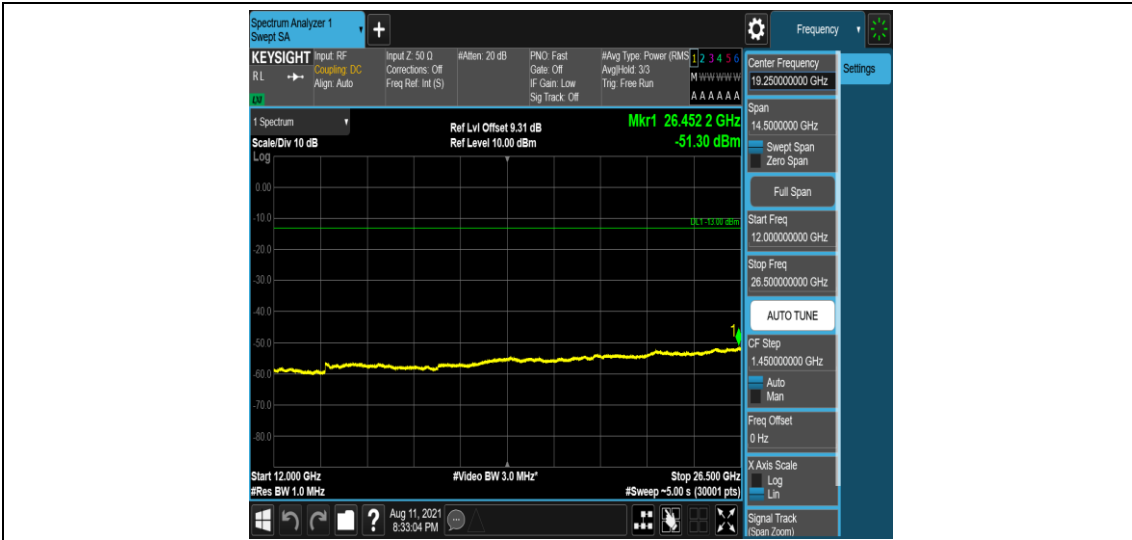 Spectrum Analyzer 1
Swept SA
+
Frequency
KEYSIGHT
RL
Input: RF
Coupling: DC
Align: Auto
Input Z: 50 Ω
Corrections: Off
Freq Ref: Int (S)
#Atten: 20 dB
PNO: Fast
Gate: Off
IF Gain: Low
Sig Track: Off
#Avg Type: Power (RMS
Avg|Hold: 3/3
Trig: Free Run
1 2 3 4 5 6
M W W W W W
A A A A A A
1 Spectrum
Scale/Div 10 dB
Log
Ref Lvl Offset 9.31 dB
Ref Level 10.00 dBm
Mkr1 26.452 2 GHz
-51.30 dBm
0.00
-10.0
DL1 -13.00 dBm
-20.0
-30.0
-40.0
1
-50.0
-60.0
-70.0
-80.0
Start 12.000 GHz
#Res BW 1.0 MHz
#Video BW 3.0 MHz*
Stop 26.500 GHz
#Sweep ~5.00 s (30001 pts)
?
Aug 11, 2021
8:33:04 PM
Center Frequency
19.250000000 GHz
Settings
Span
14.5000000 GHz
Swept Span
Zero Span
Full Span
Start Freq
12.000000000 GHz
Stop Freq
26.500000000 GHz
AUTO TUNE
CF Step
1.450000000 GHz
Auto
Man
Freq Offset
0 Hz
X Axis Scale
Log
Lin
Signal Track
(Span Zoom)